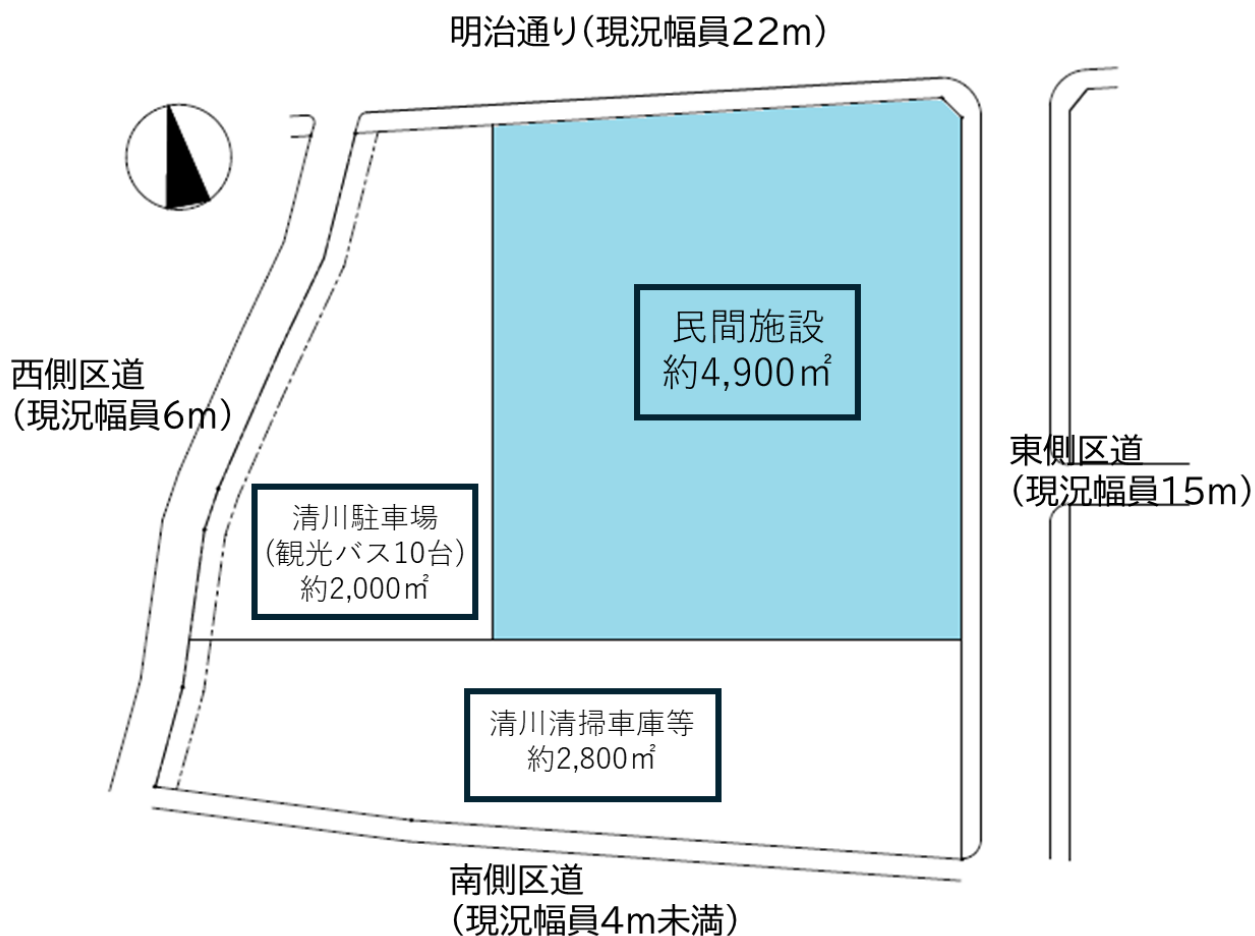 明治通り(現況幅員22m)
民間施設
約4,900㎡
西側区道
(現況幅員6m)
東側区道
(現況幅員15m)
清川駐車場
(観光バス10台)
約2,000㎡
清川清掃車庫等
約2,800㎡
南側区道
(現況幅員4m未満)